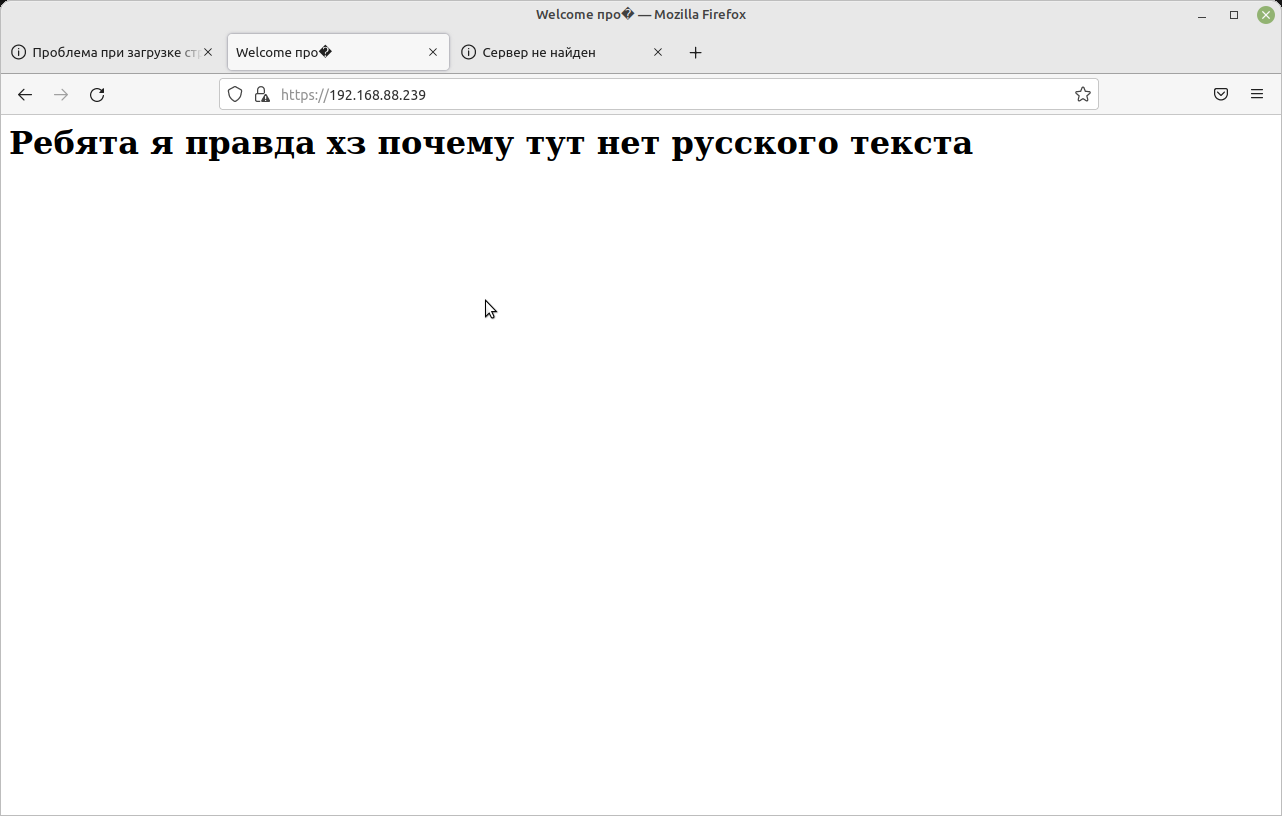 Welcome про� — Mozilla Firefox
Проблема при загрузке ст
Welcome про�
Сервер не найден
https://192.168.88.239
Ребята я правда хз почему тут нет русского текста